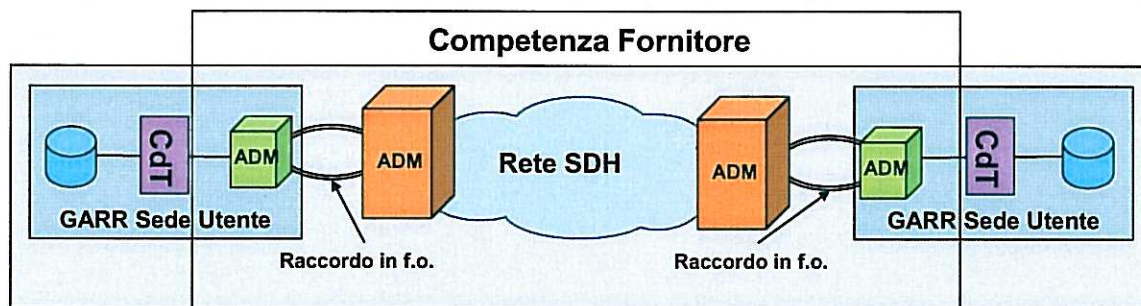 Competenza Fornitore
CdT
ADM
ADM
Rete SDH
ADM
ADM
CdT
GARR Sede Utente
GARR Sede Utente
Raccordo in f.o.
Raccordo in f.o.